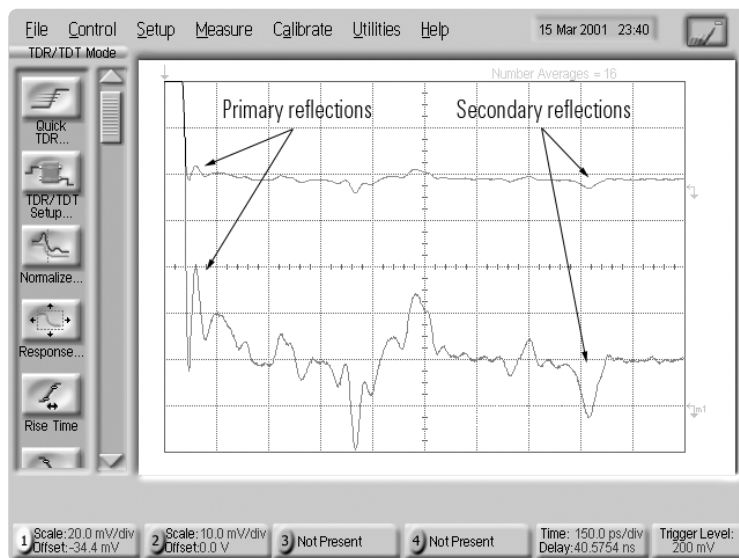 File Control Setup Measure Calibrate Utilities Help 15 Mar 2001 23:40
TDR/TDT Mode
Number Averages = 16
Primary reflections
Secondary reflections
Quick
TDR...
TDR/TDT
Setup...
Normalize...
Response...
Rise Time
m1
1 Scale:20.0 mV/div
Offset:-34.4 mV
2 Scale:10.0 mV/div
Offset:0.0 V
3 Not Present
4 Not Present
Time: 150.0 ps/div
Delay:40.5754 ns
Trigger Level:
200 mV